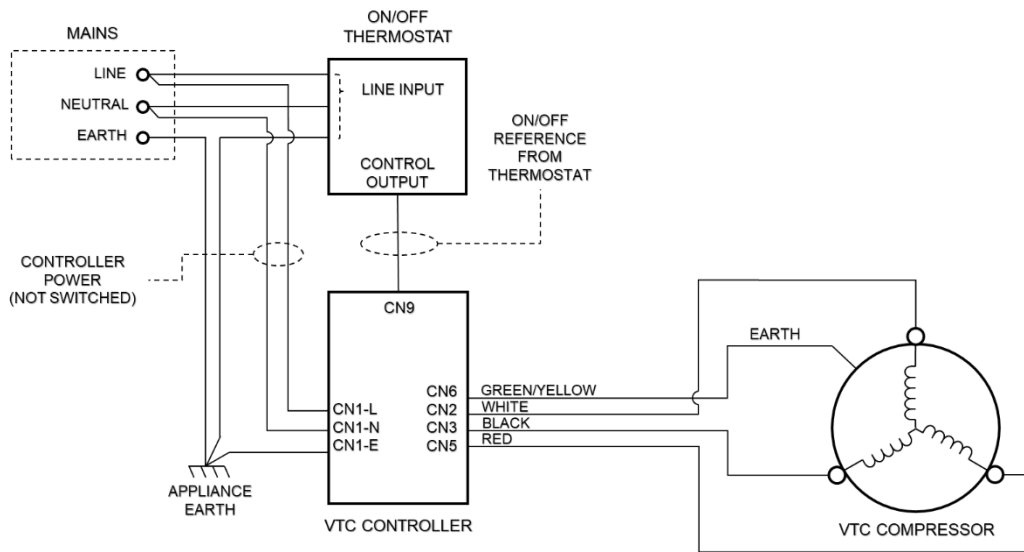 MAINS
LINE
NEUTRAL
EARTH
ON/OFF
THERMOSTAT
LINE INPUT
CONTROL
OUTPUT
ON/OFF
REFERENCE
FROM
THERMOSTAT
CONTROLLER
POWER
(NOT SWITCHED)
CN9
CN1-L
CN1-N
CN1-E
CN6
CN2
CN3
CN5
GREEN/YELLOW
WHITE
BLACK
RED
EARTH
APPLIANCE
EARTH
VTC CONTROLLER
VTC COMPRESSOR